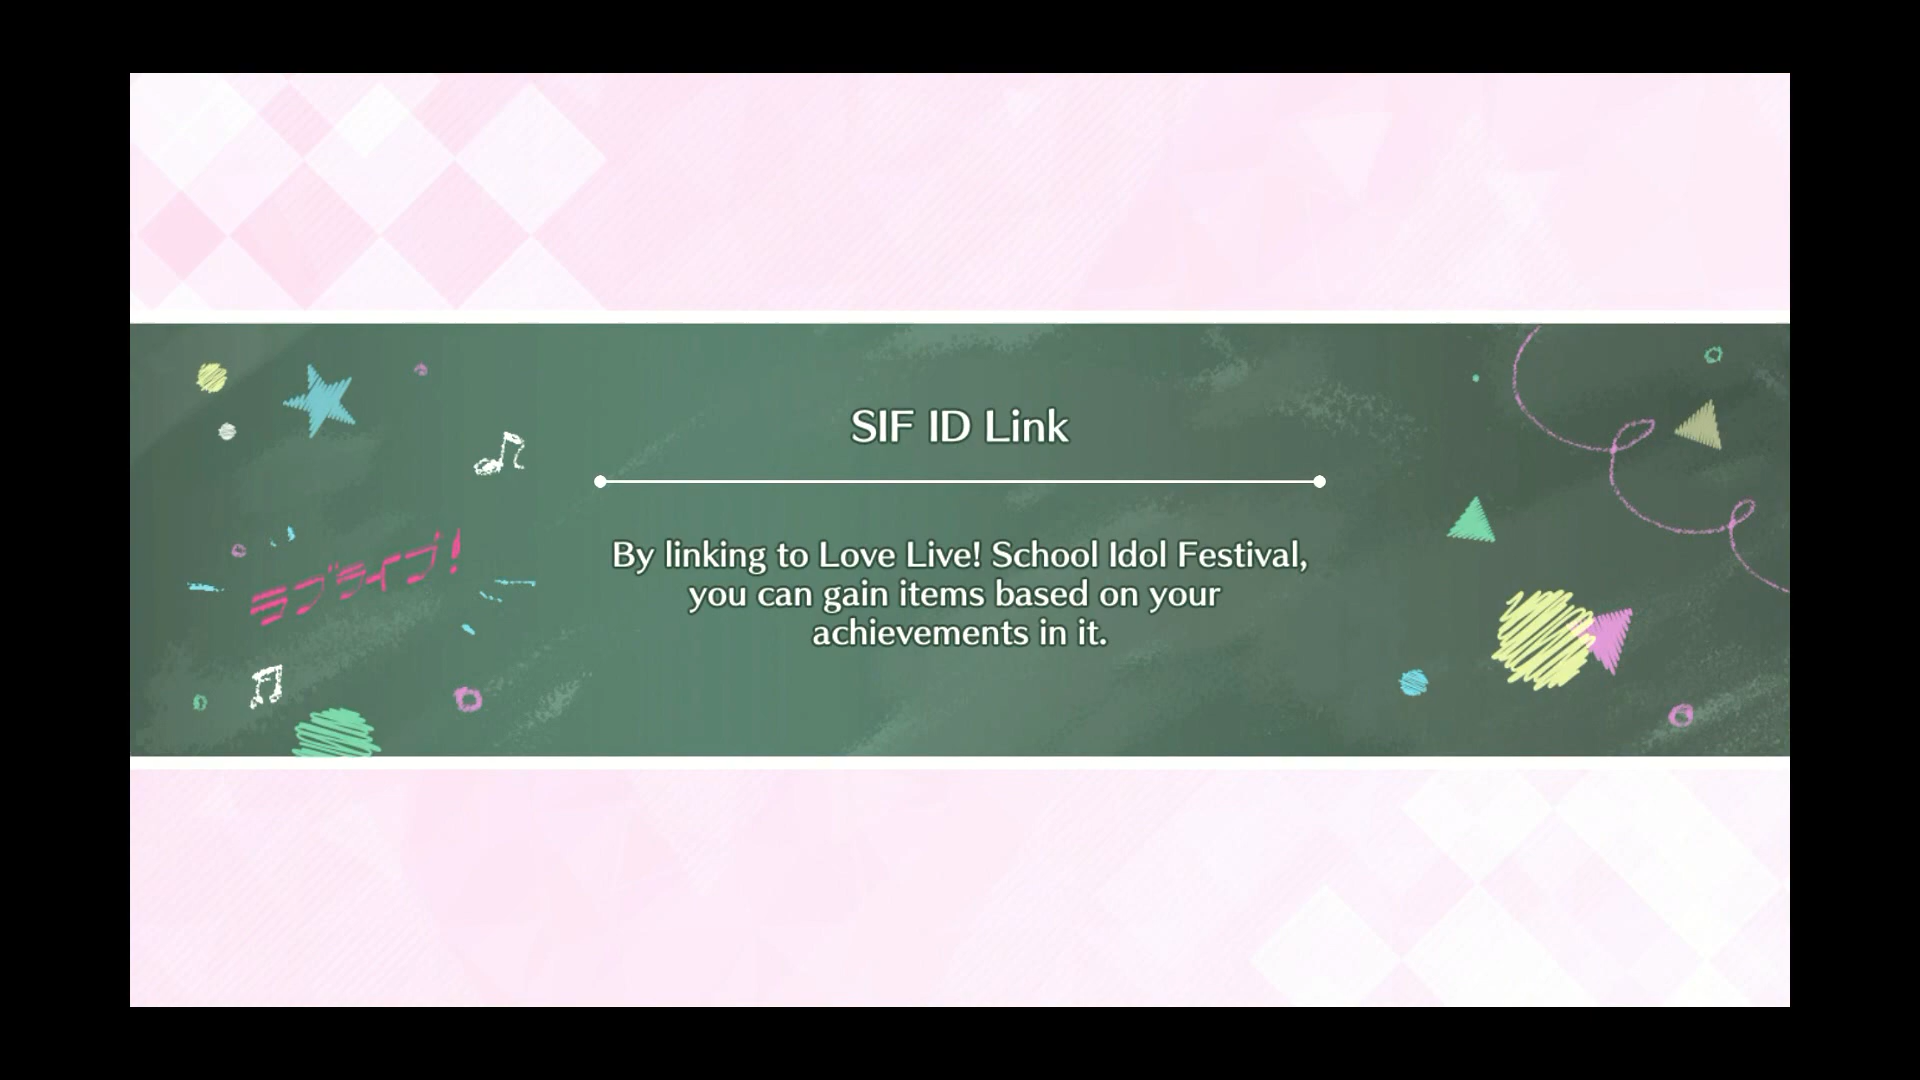 SIF ID Link
By linking to Love Live! School Idol Festival,
you can gain items based on your
achievements in it.
ラブライブ!